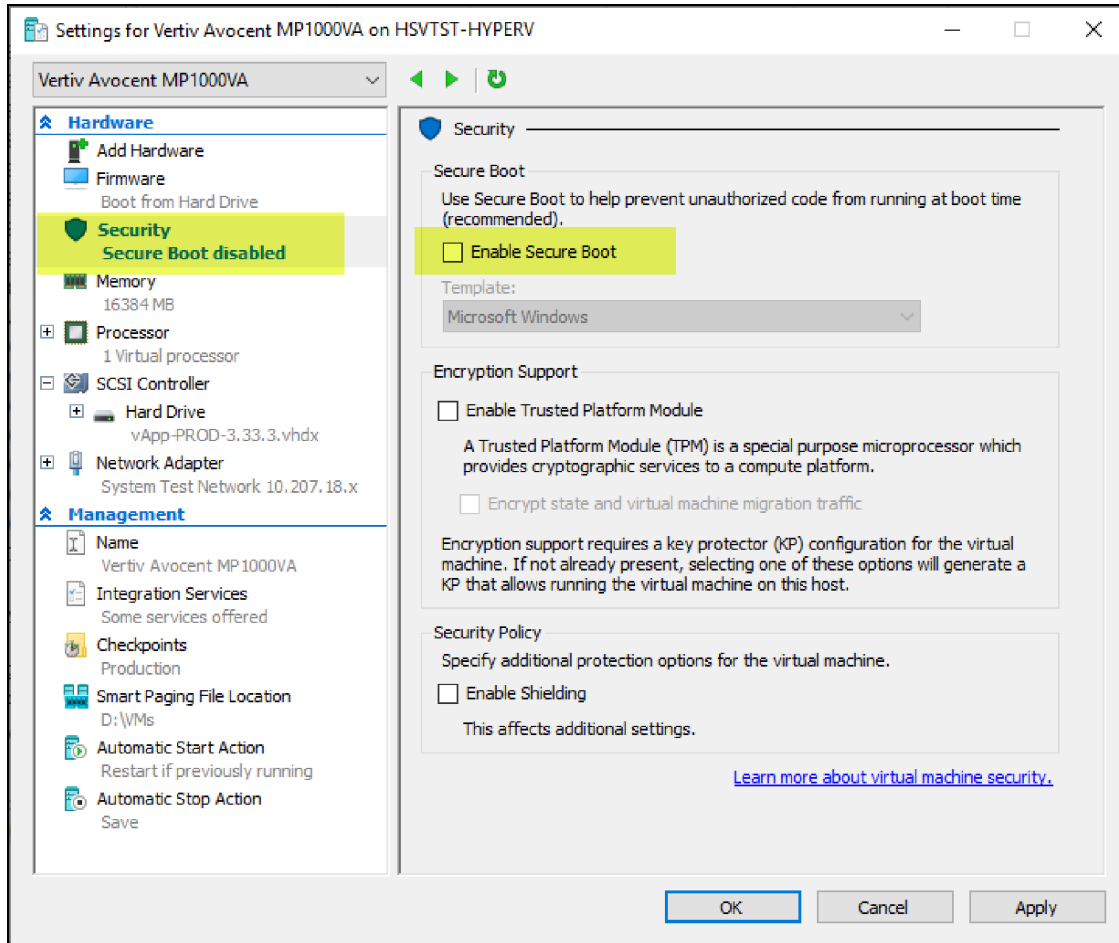 Settings for Vertiv Avocent MP1000VA on HSVTST-HYPERV
Vertiv Avocent MP1000VA
Hardware
Add Hardware
Firmware
Boot from Hard Drive
Security
Secure Boot disabled
Memory
16384 MB
Processor
1 Virtual processor
SCSI Controller
Hard Drive
vApp-PROD-3.33.3.vhdx
Network Adapter
System Test Network 10.207.18.x
Management
Name
Vertiv Avocent MP1000VA
Integration Services
Some services offered
Checkpoints
Production
Smart Paging File Location
D:\VMs
Automatic Start Action
Restart if previously running
Automatic Stop Action
Save
Security
Secure Boot
Use Secure Boot to help prevent unauthorized code from running at boot time
(recommended).
Enable Secure Boot
Template:
Microsoft Windows
Encryption Support
Enable Trusted Platform Module
A Trusted Platform Module (TPM) is a special purpose microprocessor which
provides cryptographic services to a compute platform.
Encrypt state and virtual machine migration traffic
Encryption support requires a key protector (KP) configuration for the virtual
machine. If not already present, selecting one of these options will generate a
KP that allows running the virtual machine on this host.
Security Policy
Specify additional protection options for the virtual machine.
Enable Shielding
This affects additional settings.
Learn more about virtual machine security.
OK
Cancel
Apply